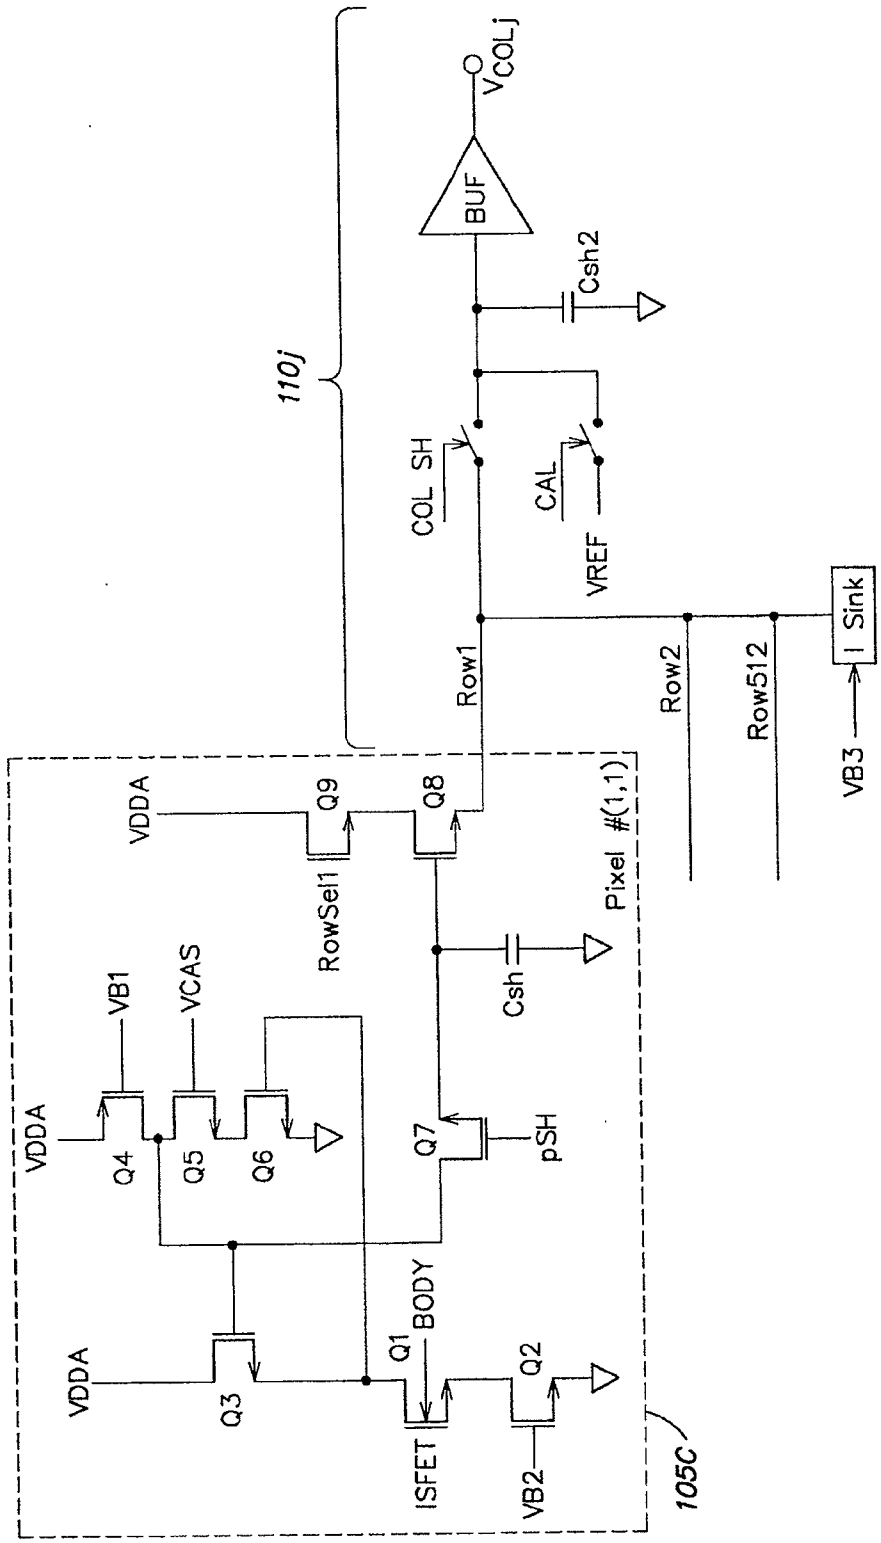 110j
VCOLj
BUF
Csh2
COL SH
CAL
VREF
Row1
Row2
Row512
I Sink
VB3
VDDA
Q9
Q8
RowSel1
Pixel #(1,1)
Csh
VB1
VCAS
VDDA
Q4
Q5
Q6
Q7
pSH
VDDA
Q3
Q1
BODY
ISFET
Q2
VB2
105C